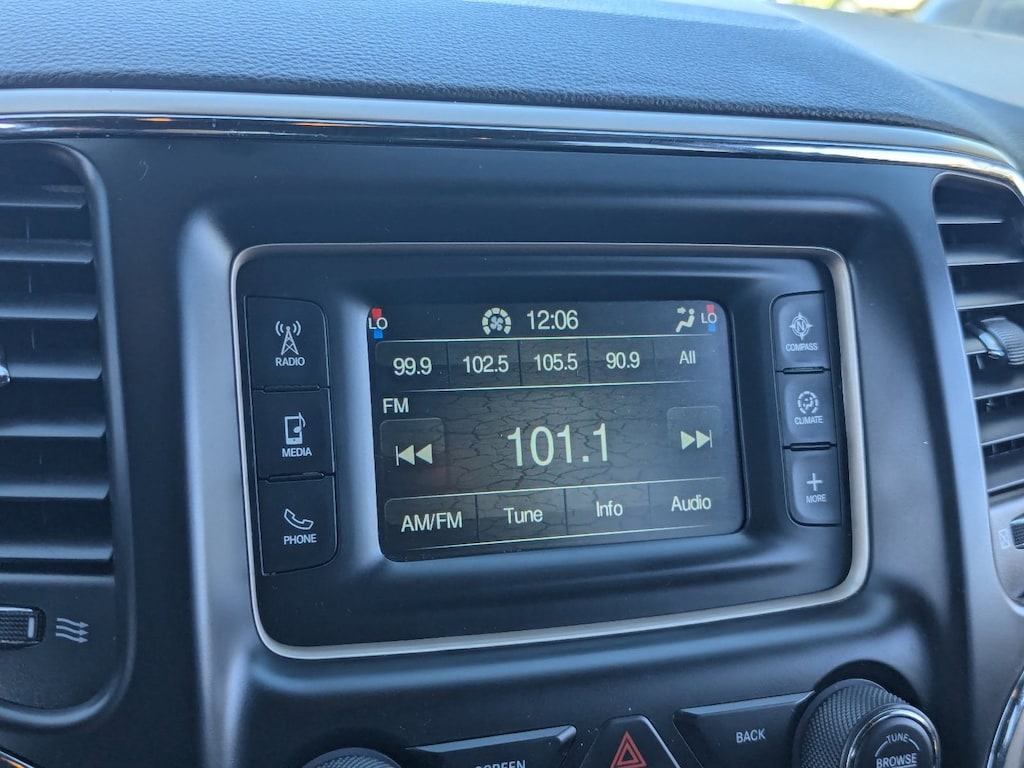 LO 12:06 LO
99.9 102.5 105.5 90.9 All
FM
101.1
AM/FM Tune Info Audio
RADIO
MEDIA
PHONE
N
COMPASS
CLIMATE
MORE
SCREEN
BACK
TUNE
BROWSE